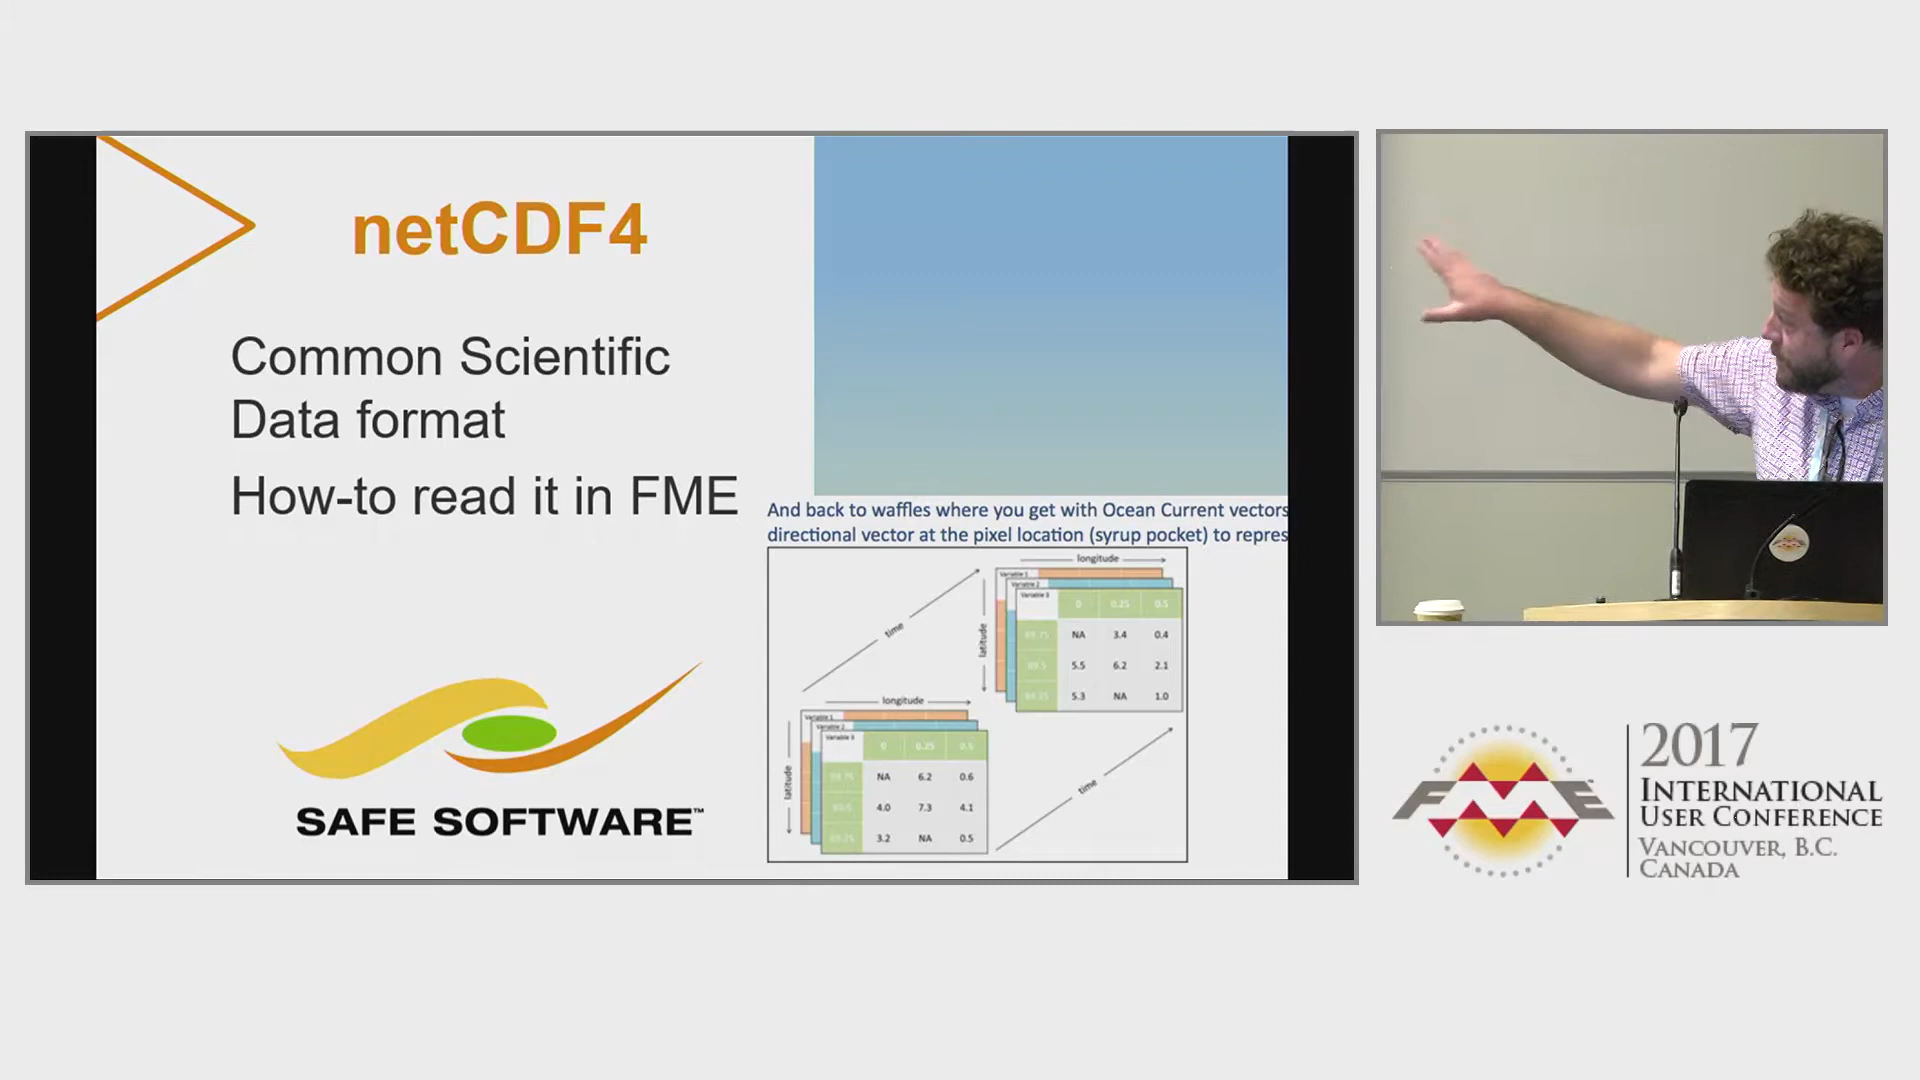 netCDF4
Common Scientific
Data format
How-to read it in FME
And back to waffles where you get with Ocean Current vectors
directional vector at the pixel location (syrup pocket) to repres
longitude
Variable 1
Variable 2
Variable 3
0 0.25 0.5
latitude
time
NA 3.4 0.4
89.5 5.5 6.2 2.1
5.3 NA 1.0
longitude
Variable 1
Variable 2
Variable 3
0 0.25 0.5
latitude
NA 6.2 0.6
4.0 7.3 4.1
3.2 NA 0.5
time
SAFE SOFTWARE™
FME
2017
INTERNATIONAL
USER CONFERENCE
VANCOUVER, B.C.
CANADA